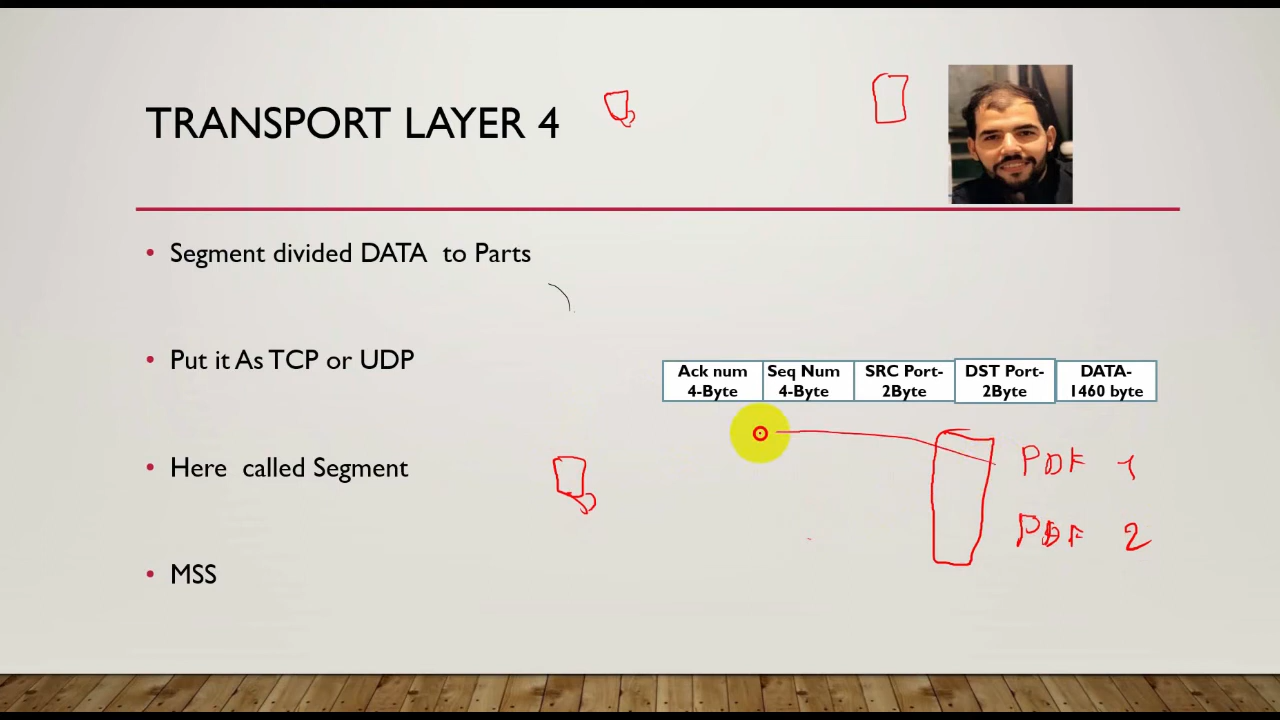 TRANSPORT LAYER 4
• Segment divided DATA to Parts
• Put it As TCP or UDP
Ack num 4-Byte
Seq Num 4-Byte
SRC Port- 2Byte
DST Port- 2Byte
DATA- 1460 byte
PDF 1
• Here called Segment
PDF 2
• MSS